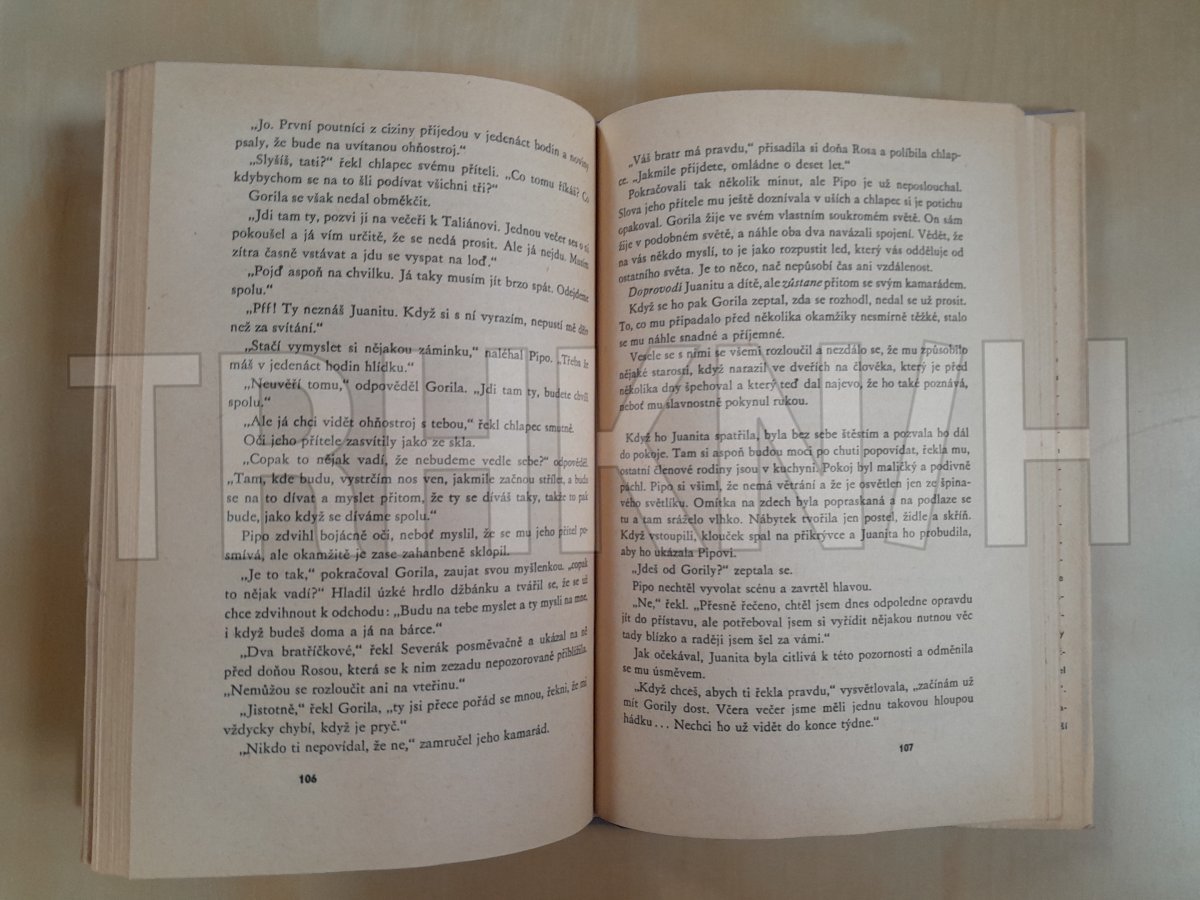 „Jo. První poutníci z ciziny přijedou v jedenáct hodin a noviny
psaly, že bude na uvítanou ohňostroj.“
„Slyšíš, tati?“ řekl chlapec svému příteli. „Co tomu říkáš? Co
kdybychom se na to šli podívat všichni tři?“
Gorila se však nedal obměkčit.
„Jdi tam ty, pozvi ji na večeři k Taliánovi. Jednou večer ses o to
pokoušel a já vím určitě, že se nedá prosit. Ale já nejdu. Musím
zítra časně vstávat a jdu se vyspat na loď.“
„Pojď aspoň na chvilku. Já taky musím jít brzo spát. Odejdeme
spolu.“
„Pff! Ty neznáš Juanitu. Když si s ní vyrazím, nepustí mě dřív
než za svítání.“
„Stačí vymyslet si nějakou záminku,“ naléhal Pipo. „Třeba že
máš v jedenáct hodin hlídku.“
„Neuvěří tomu,“ odpověděl Gorila. „Jdi tam ty, budete chvíli
spolu.“
„Ale já chci vidět ohňostroj s tebou,“ řekl chlapec smutně.
Oči jeho přítele zasvítily jako ze skla.
„Copak to nějak vadí, že nebudeme vedle sebe?“ odpověděl.
„Tam, kde budu, vystrčím nos ven, jakmile začnou střílet, a budu
se na to dívat a myslet přitom, že ty se díváš taky, takže to pak
bude, jako když se díváme spolu.“
Pipo zdvihl bojácně oči, neboť myslil, že se mu jeho přítel po-
smívá, ale okamžitě je zase zahanbeně sklopil.
„Je to tak,“ pokračoval Gorila, zaujat svou myšlenkou. „copak
to nějak vadí?“ Hladil úzké hrdlo džbánku a tvářil se, že se už
chce zdvihnout k odchodu: „Budu na tebe myslet a ty mysli na mne,
i když budeš doma a já na bárce.“
„Dva bratříčkové,“ řekl Severák posměvačně a ukázal na ně
před doňou Rosou, která se k nim zezadu nepozorovaně přiblížila.
„Nemůžou se rozloučit ani na vteřinu.“
„Jistotně,“ řekl Gorila, „ty jsi přece pořád se mnou, řekni, že mi
vždycky chybí, když je pryč.“
„Nikdo ti nepovídal, že ne,“ zamručel jeho kamarád.
106
„Váš bratr má pravdu,“ přisadila si doňa Rosa a políbila chlap-
ce. „Jakmile přijdete, omládne o deset let.“
Pokračovali tak několik minut, ale Pipo je už neposlouchal.
Slova jeho přítele mu ještě doznívala v uších a chlapec si je potichu
opakoval. Gorila žije ve svém vlastním soukromém světě. On sám
žije v podobném světě, a náhle oba dva navázali spojení. Vědět, že
na vás někdo myslí, to je jako rozpustit led, který vás odděluje od
ostatního světa. Je to něco, nač nepůsobí čas ani vzdálenost.
Doprovodí Juanitu a dítě, ale zůstane přitom se svým kamarádem.
Když se ho pak Gorila zeptal, zda se rozhodl, nedal se už prosit.
To, co mu připadalo před několika okamžiky nesmírně těžké, stalo
se mu náhle snadné a příjemné.
Vesele se s nimi se všemi rozloučil a nezdálo se, že mu způsobilo
nějaké starosti, když narazil ve dveřích na člověka, který je před
několika dny špehoval a který teď dal najevo, že ho také poznává,
neboť mu slavnostně pokynul rukou.
Když ho Juanita spatřila, byla bez sebe štěstím a pozvala ho dál
do pokoje. Tam si aspoň budou moci po chuti popovídat, řekla mu,
ostatní členové rodiny jsou v kuchyni. Pokoj byl maličký a podivně
páchl. Pipo si všiml, že nemá větrání a že je osvětlen jen ze špina-
vého světlíku. Omítka na zdech byla popraskaná a na podlaze se
tu a tam sráželo vlhko. Nábytek tvořila jen postel, židle a skříň.
Když vstoupili, klouček spal na přikrývce a Juanita ho probudila,
aby ho ukázala Pipovi.
„Jdeš od Gorily?“ zeptala se.
Pipo nechtěl vyvolat scénu a zavrtěl hlavou.
„Ne,“ řekl. „Přesně řečeno, chtěl jsem dnes odpoledne opravdu
jít do přístavu, ale potřeboval jsem si vyřídit nějakou nutnou věc
tady blízko a raději jsem šel za vámi.“
Jak očekával, Juanita byla citlivá k této pozornosti a odměnila
se mu úsměvem.
„Když chceš, abych ti řekla pravdu,“ vysvětlovala, „začínám už
mít Gorily dost. Včera večer jsme měli jednu takovou hloupou
hádku... Nechci ho už vidět do konce týdne.“
107
TRHKNIH